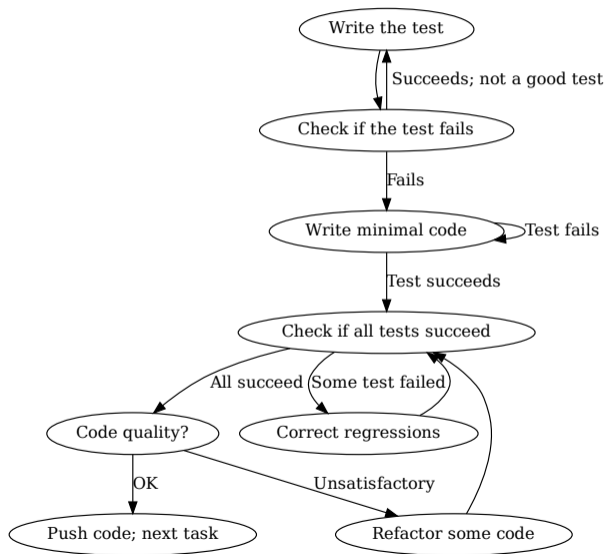 Write the test
Succeeds; not a good test
Check if the test fails
Fails
Write minimal code
Test fails
Test succeeds
Check if all tests succeed
All succeed
Some test failed
Code quality?
Correct regressions
OK
Unsatisfactory
Push code; next task
Refactor some code